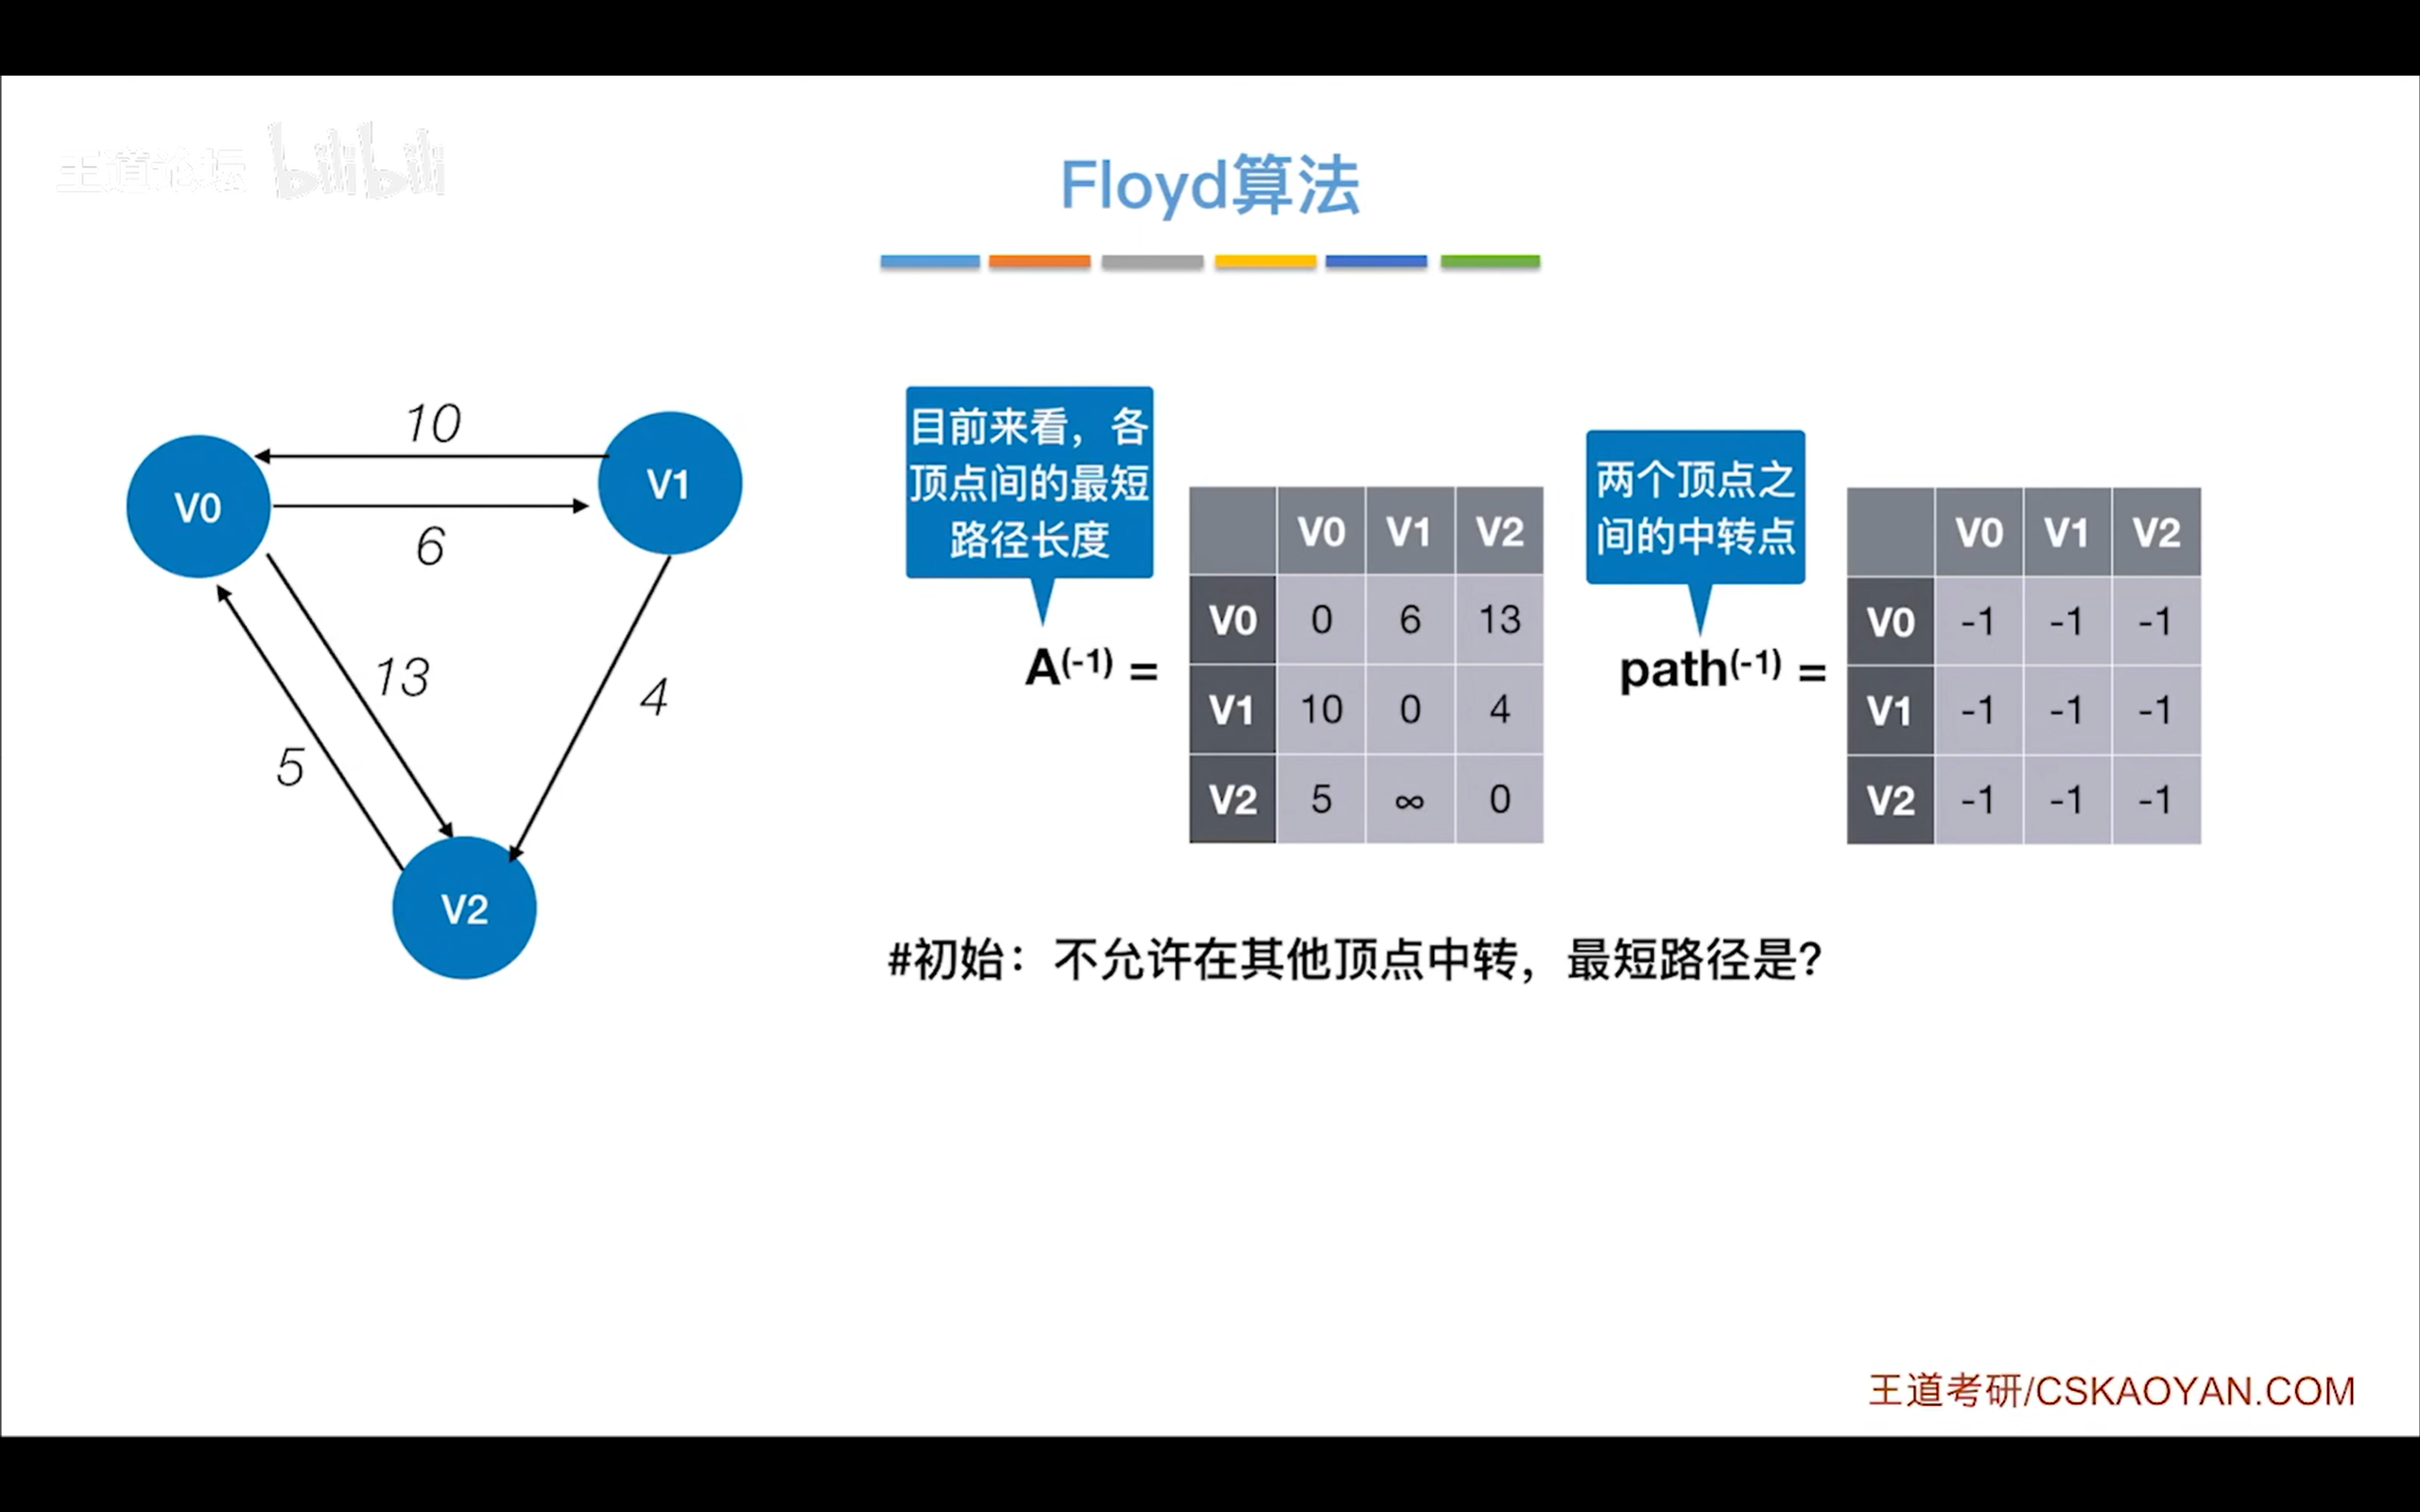 王道论坛 bilibili
Floyd算法
10
V0
V1
6
13
4
5
V2
目前来看，各
顶点间的最短
路径长度
A(-1) =
V0 V1 V2
V0 0 6 13
V1 10 0 4
V2 5 ∞ 0
两个顶点之
间的中转点
path(-1) =
V0 V1 V2
V0 -1 -1 -1
V1 -1 -1 -1
V2 -1 -1 -1
#初始：不允许在其他顶点中转，最短路径是？
王道考研/CSKAOYAN.COM